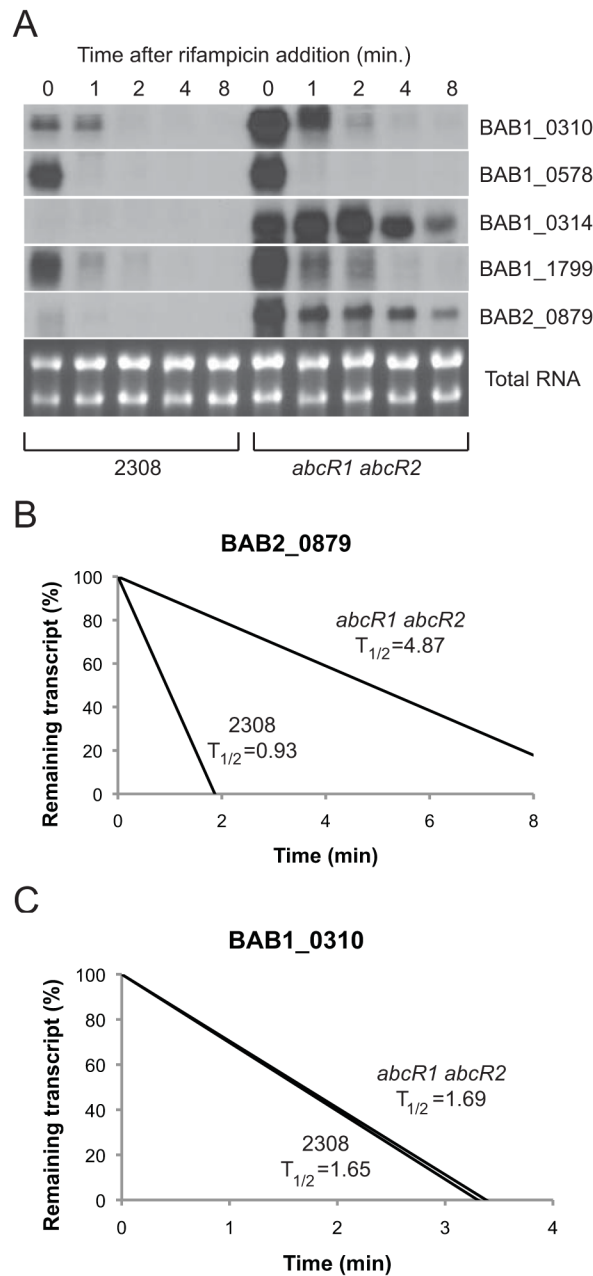 A
Time after rifampicin addition (min.)
0 1 2 4 8 0 1 2 4 8
BAB1_0310
BAB1_0578
BAB1_0314
BAB1_1799
BAB2_0879
Total RNA
2308 abcR1 abcR2
B
BAB2_0879
Remaining transcript (%)
100
80
60
40
20
0
abcR1 abcR2
T1/2=4.87
2308
T1/2=0.93
0 2 4 6 8
Time (min)
C
BAB1_0310
Remaining transcript (%)
100
80
60
40
20
0
abcR1 abcR2
T1/2=1.69
2308
T1/2=1.65
0 1 2 3 4
Time (min)